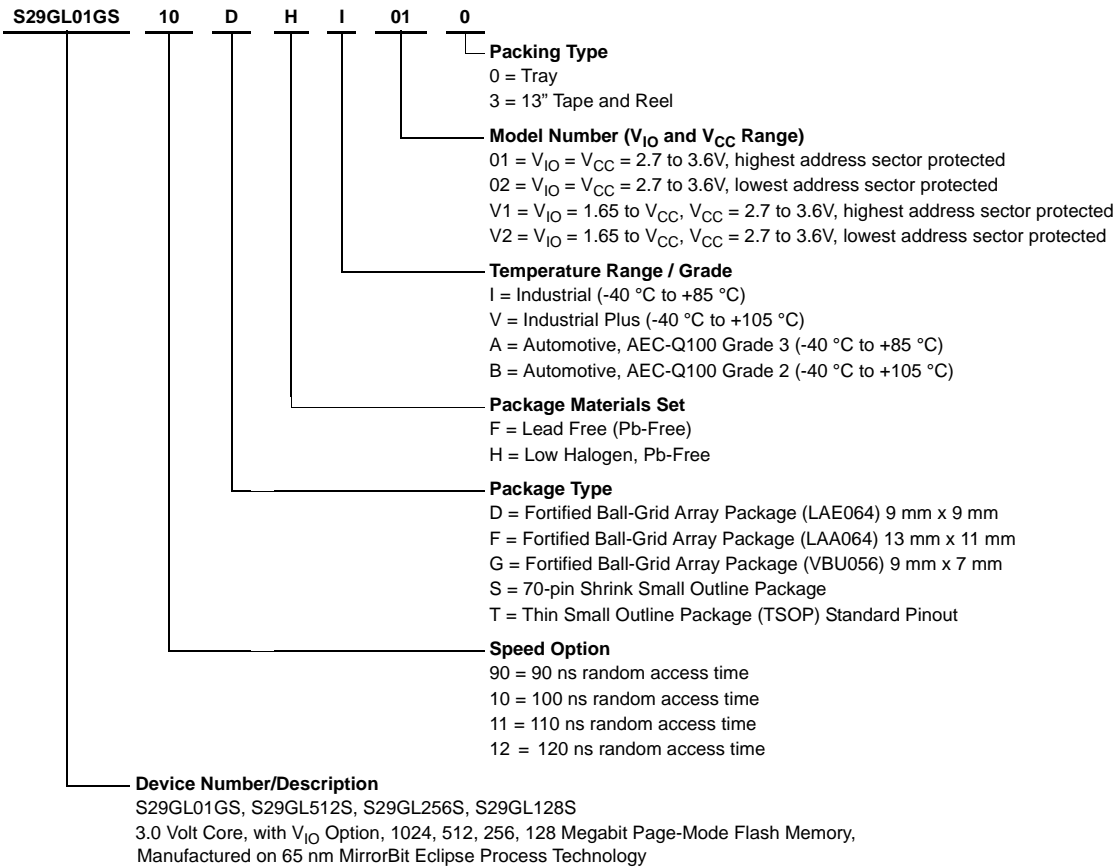 S29GL01GS 10 D H I 01 0
Packing Type
0 = Tray
3 = 13” Tape and Reel
Model Number (VIO and VCC Range)
01 = VIO = VCC = 2.7 to 3.6V, highest address sector protected
02 = VIO = VCC = 2.7 to 3.6V, lowest address sector protected
V1 = VIO = 1.65 to VCC, VCC = 2.7 to 3.6V, highest address sector protected
V2 = VIO = 1.65 to VCC, VCC = 2.7 to 3.6V, lowest address sector protected
Temperature Range / Grade
I = Industrial (-40 °C to +85 °C)
V = Industrial Plus (-40 °C to +105 °C)
A = Automotive, AEC-Q100 Grade 3 (-40 °C to +85 °C)
B = Automotive, AEC-Q100 Grade 2 (-40 °C to +105 °C)
Package Materials Set
F = Lead Free (Pb-Free)
H = Low Halogen, Pb-Free
Package Type
D = Fortified Ball-Grid Array Package (LAE064) 9 mm x 9 mm
F = Fortified Ball-Grid Array Package (LAA064) 13 mm x 11 mm
G = Fortified Ball-Grid Array Package (VBU056) 9 mm x 7 mm
S = 70-pin Shrink Small Outline Package
T = Thin Small Outline Package (TSOP) Standard Pinout
Speed Option
90 = 90 ns random access time
10 = 100 ns random access time
11 = 110 ns random access time
12 = 120 ns random access time
Device Number/Description
S29GL01GS, S29GL512S, S29GL256S, S29GL128S
3.0 Volt Core, with VIO Option, 1024, 512, 256, 128 Megabit Page-Mode Flash Memory,
Manufactured on 65 nm MirrorBit Eclipse Process Technology